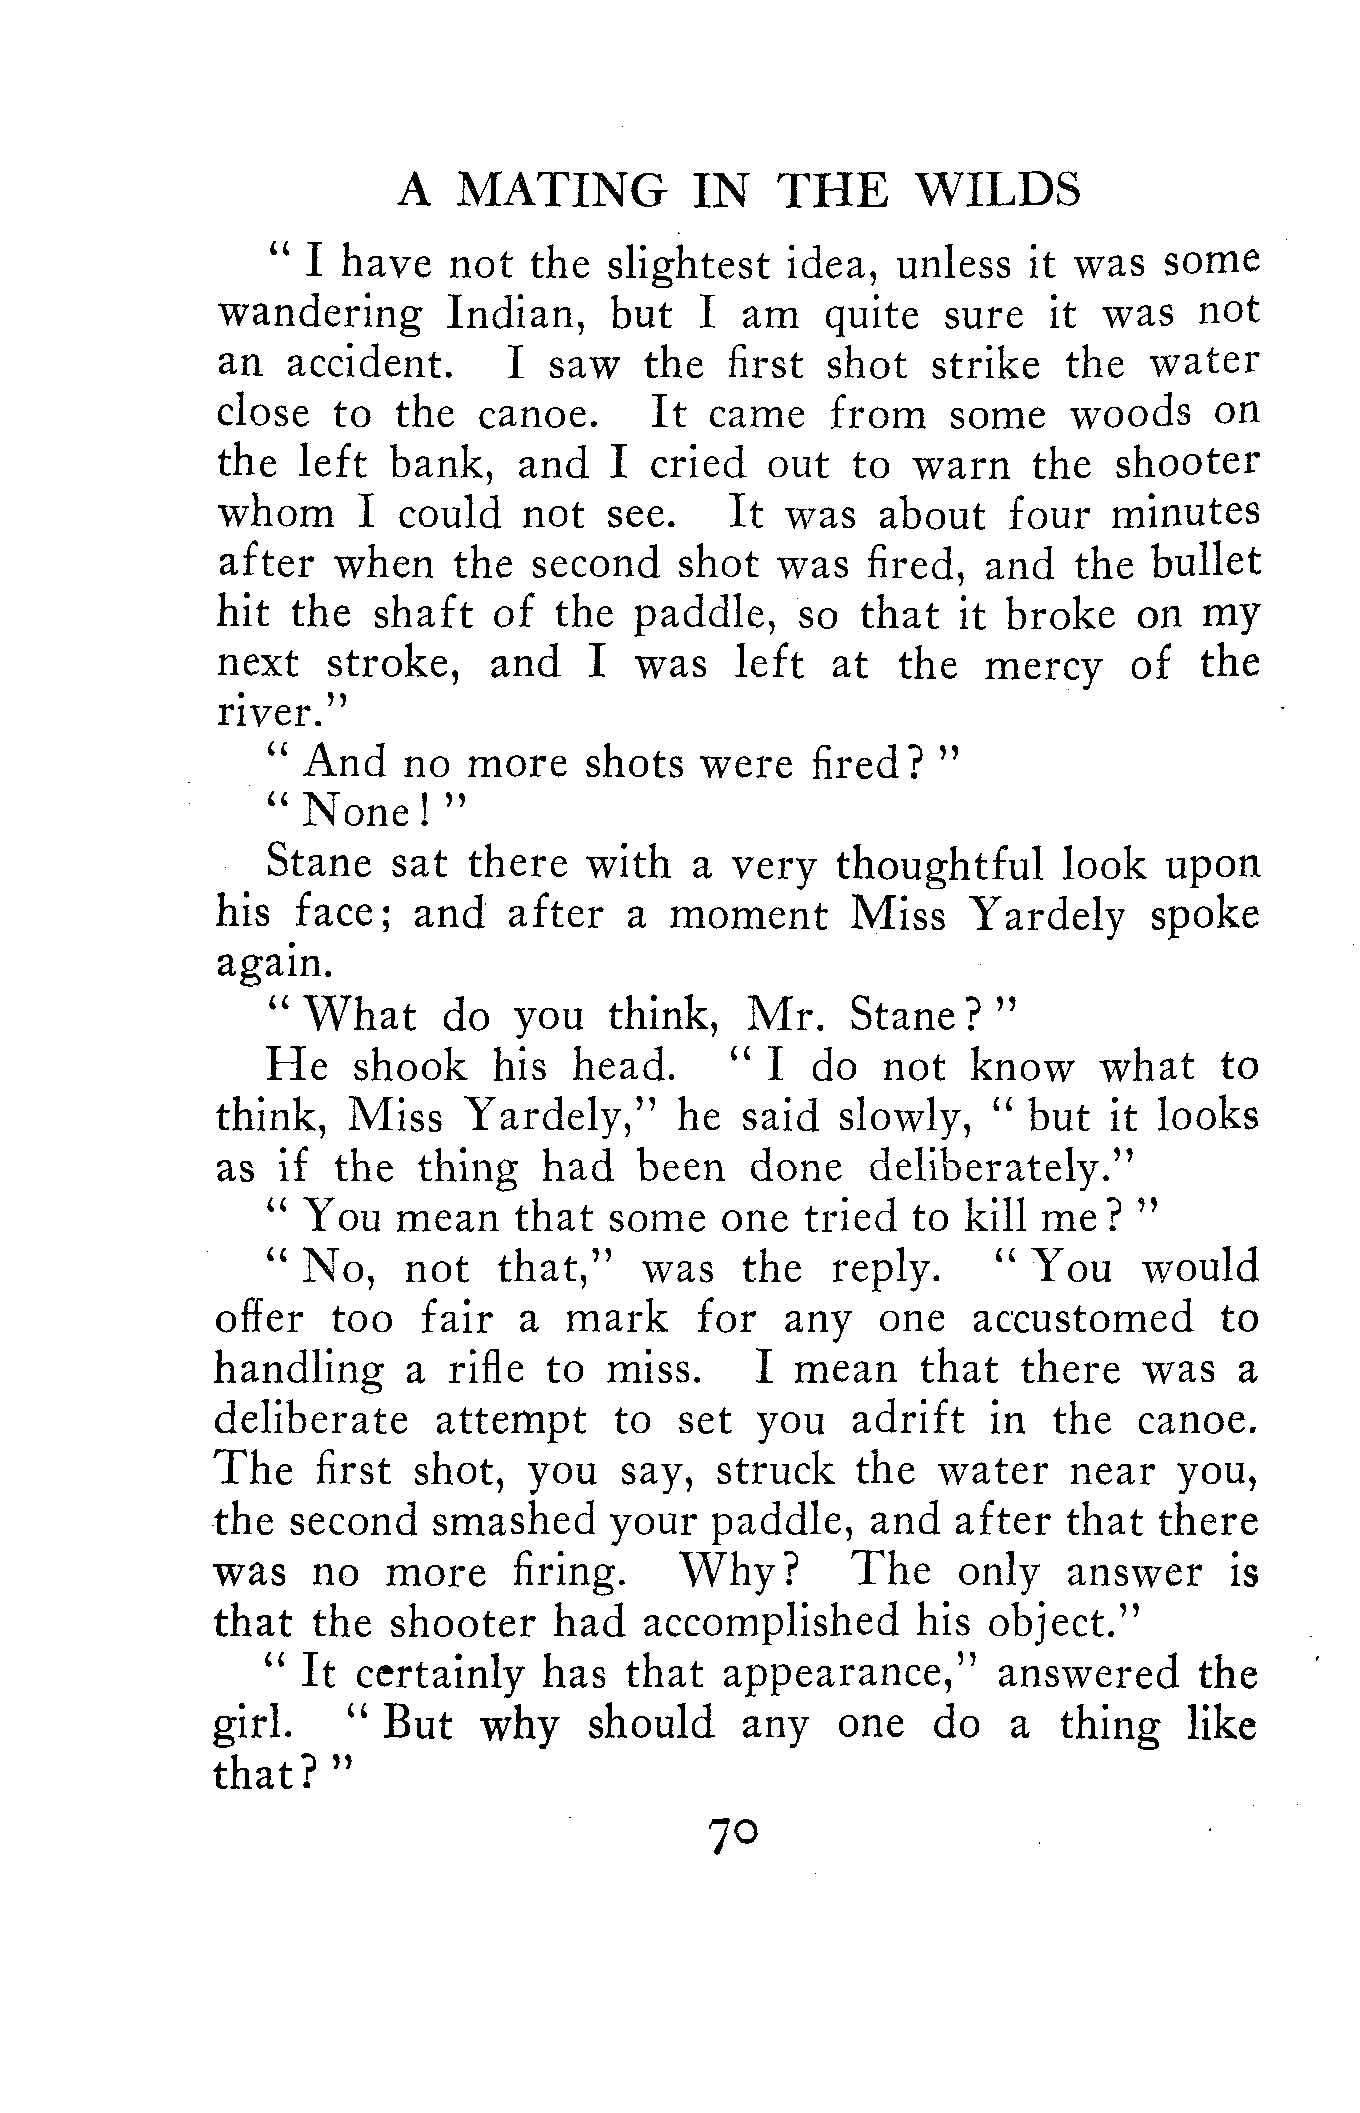 A MATING IN THE WILDS
“ I have not the slightest idea, unless it was some
wandering Indian, but I am quite sure it was not
an accident. I saw the first shot strike the water
close to the canoe. It came from some woods on
the left bank, and I cried out to warn the shooter
whom I could not see. It was about four minutes
after when the second shot was fired, and the bullet
hit the shaft of the paddle, so that it broke on my
next stroke, and I was left at the mercy of the
river.”
“ And no more shots were fired? ”
“ None! ”
Stane sat there with a very thoughtful look upon
his face; and after a moment Miss Yardely spoke
again.
“ What do you think, Mr. Stane? ”
He shook his head. “ I do not know what to
think, Miss Yardely,” he said slowly, “ but it looks
as if the thing had been done deliberately.”
“ You mean that some one tried to kill me? ”
“ No, not that,” was the reply. “ You would
offer too fair a mark for any one accustomed to
handling a rifle to miss. I mean that there was a
deliberate attempt to set you adrift in the canoe.
The first shot, you say, struck the water near you,
the second smashed your paddle, and after that there
was no more firing. Why? The only answer is
that the shooter had accomplished his object.”
“ It certainly has that appearance,” answered the
girl. “ But why should any one do a thing like
that? ”
70